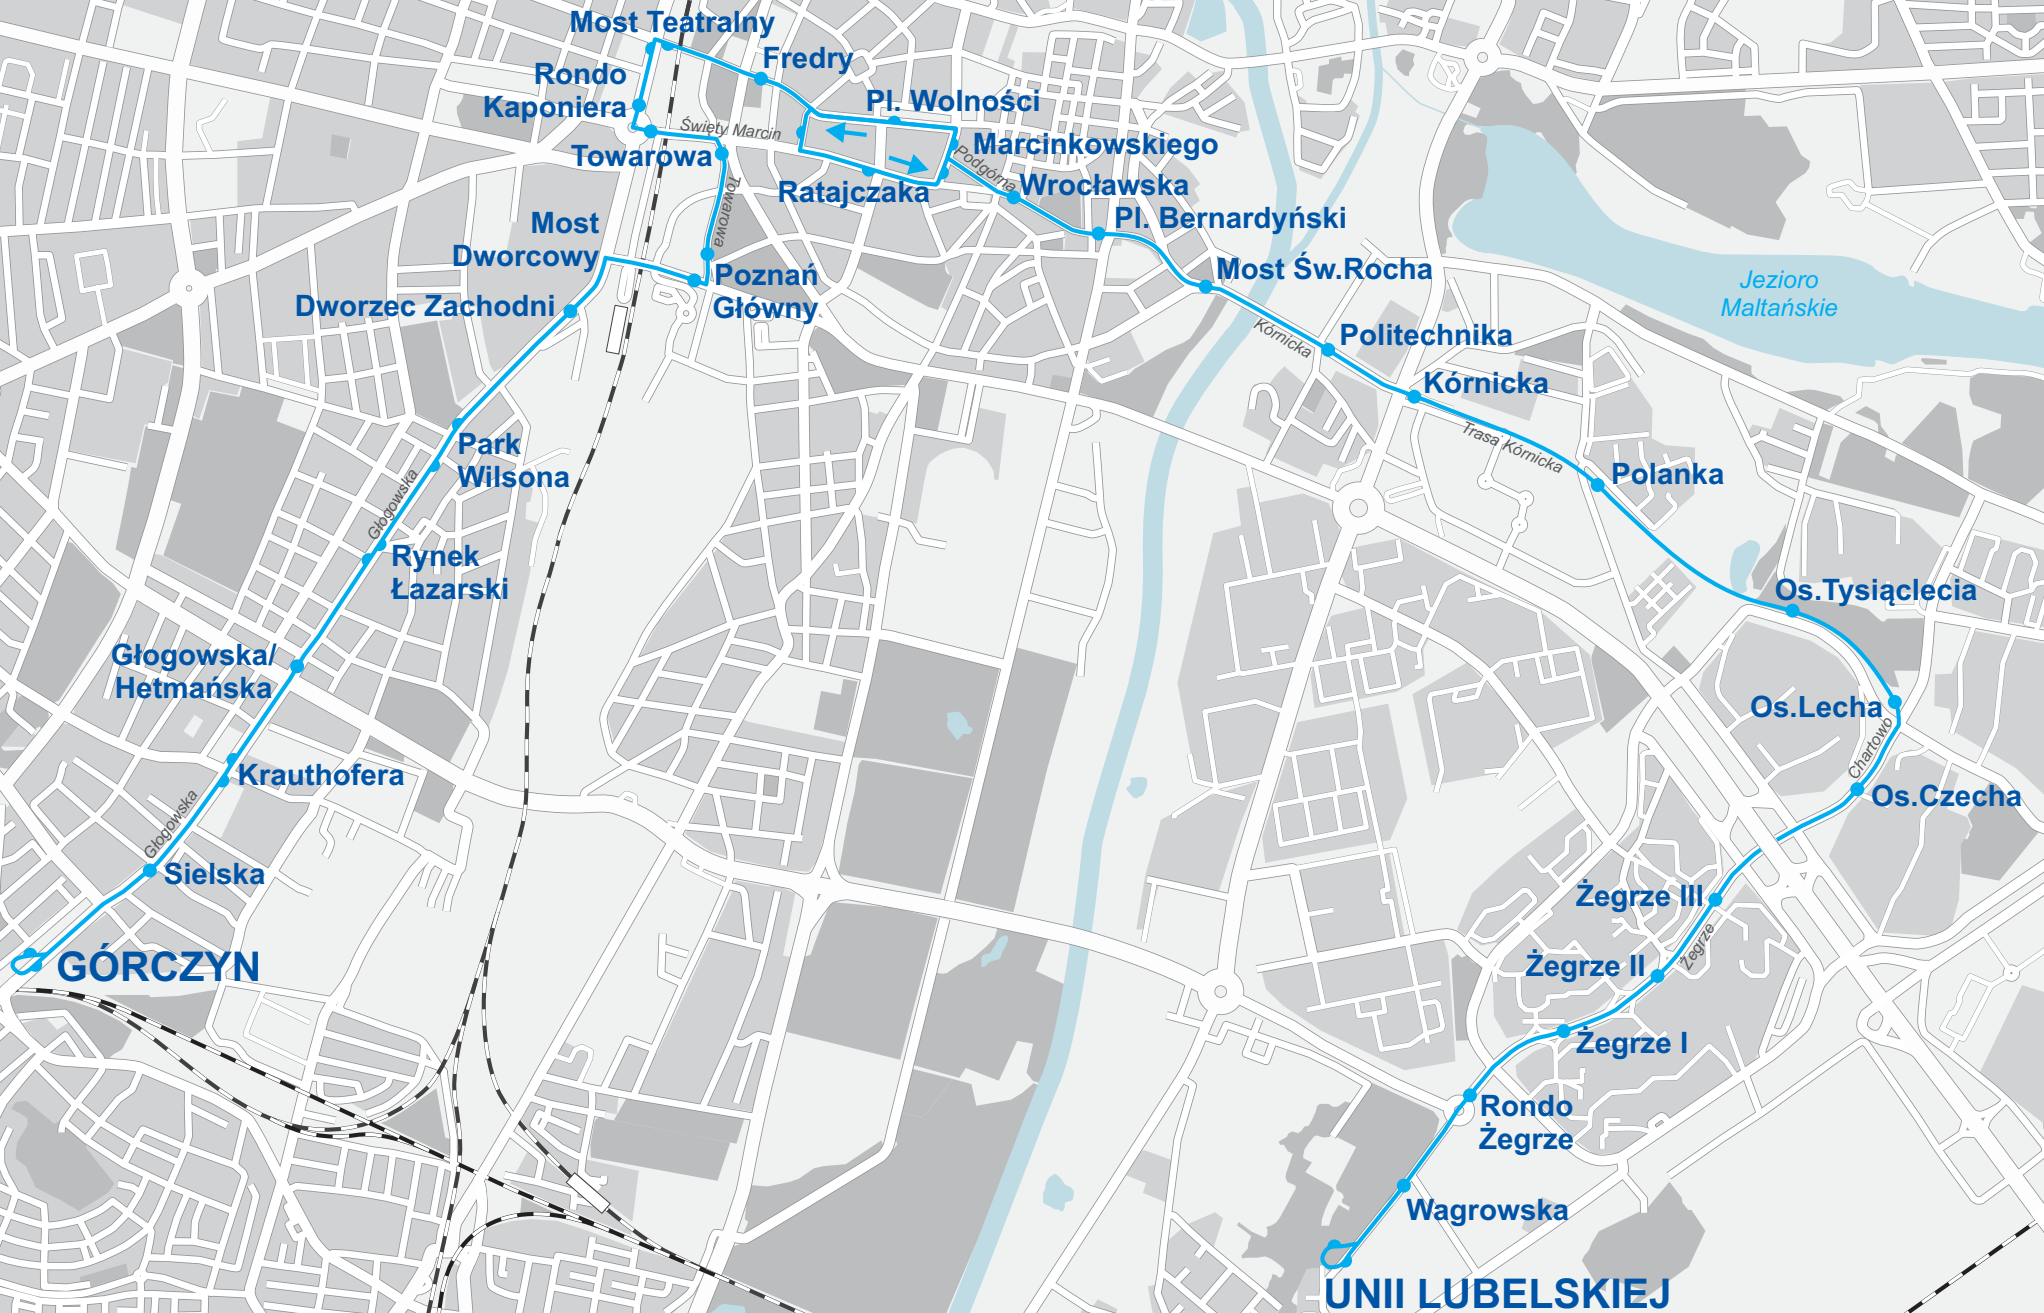 Most Teatralny
Fredry
Rondo
Kaponiera
Pl. Wolności
Święty Marcin
Marcinkowskiego
Towarowa
Podgórna
Ratajczaka
Wrocławska
Towarowa
Pl. Bernardyński
Most
Dworcowy
Poznań
Główny
Most Św.Rocha
Jezioro
Maltańskie
Dworzec Zachodni
Kórnicka
Politechnika
Kórnicka
Trasa Kórnicka
Park
Wilsona
Polanka
Głogowska
Rynek
Łazarski
Os.Tysiąclecia
Głogowska/
Hetmańska
Os.Lecha
Chartowo
Krauthofera
Os.Czecha
Głogowska
Sielska
Żegrze III
Żegrze
GÓRCZYN
Żegrze II
Żegrze I
Rondo
Żegrze
Wagrowska
UNII LUBELSKIEJ